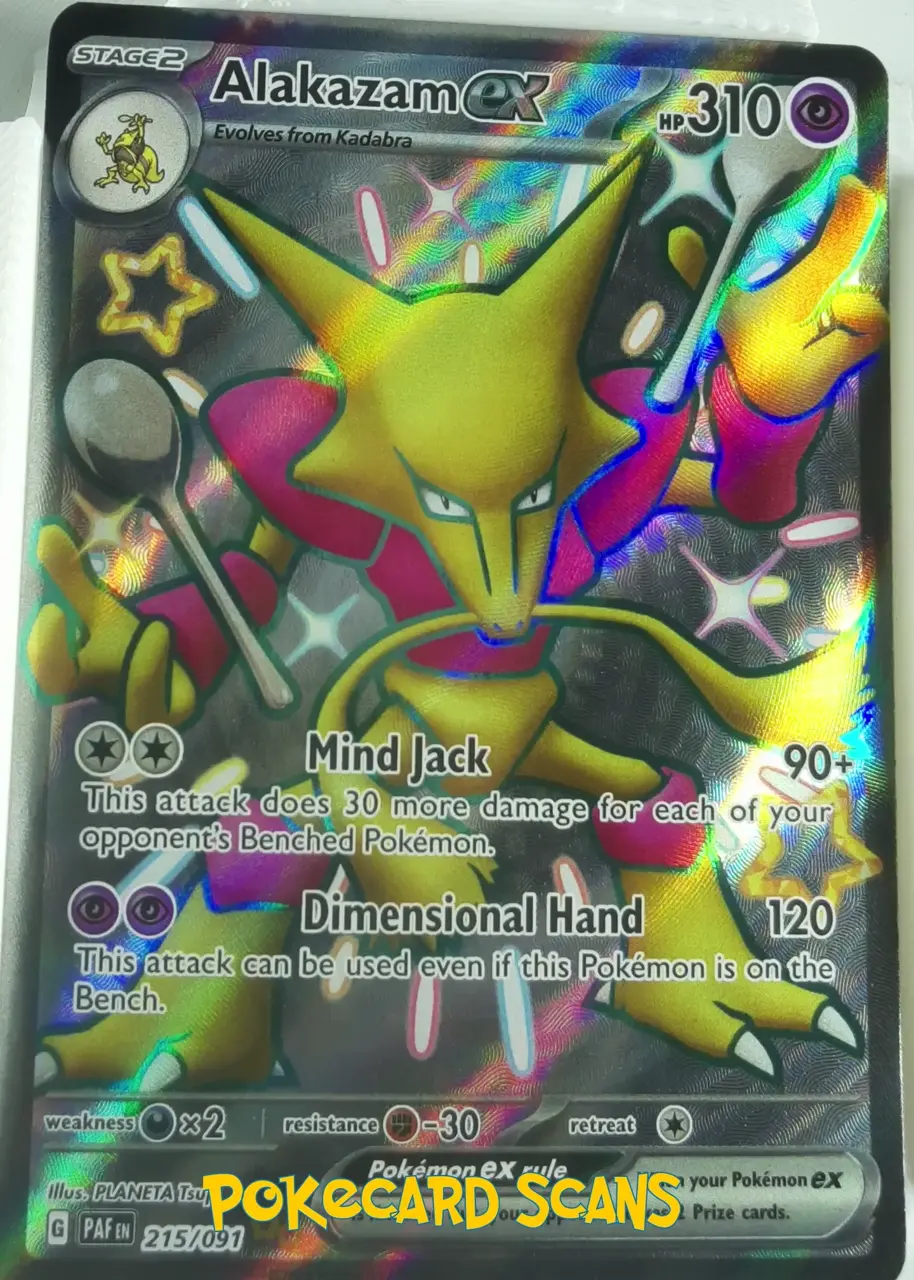 STAGE2
Alakazam ex
HP 310
Evolves from Kadabra
Mind Jack 90+
This attack does 30 more damage for each of your
opponent's Benched Pokémon.
Dimensional Hand 120
This attack can be used even if this Pokémon is on the
Bench.
weakness ×2 resistance -30 retreat
Pokémon ex rule
Illus. PLANETA
your Pokémon ex
Prize cards.
POKECARD SCANS
G PAF EN 215/091